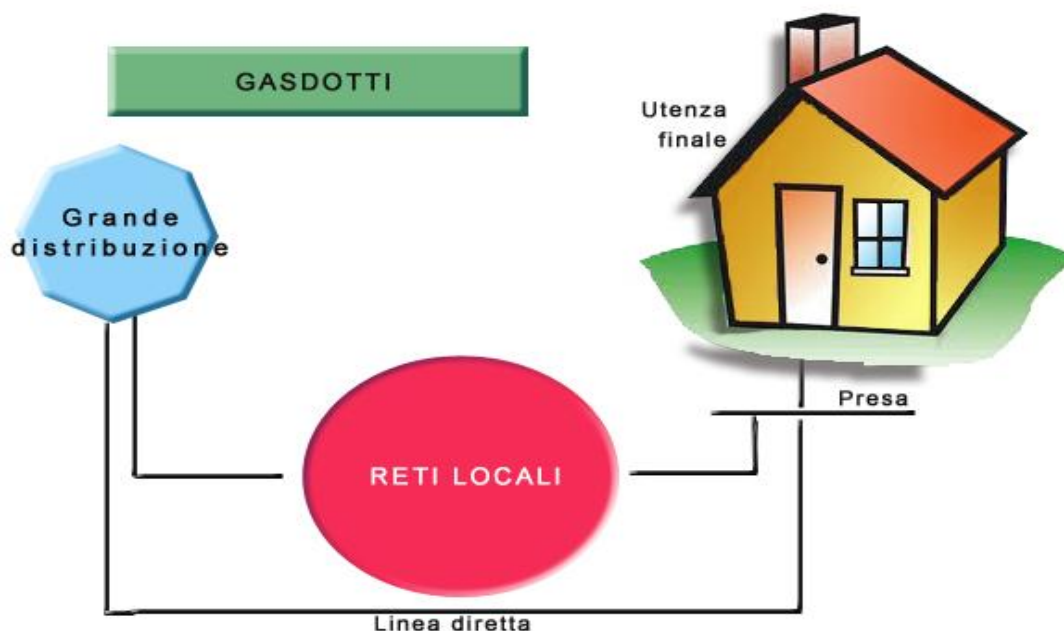 GASDOTTI
Utenza
finale
Grande
distribuzione
Presa
RETI LOCALI
Linea diretta